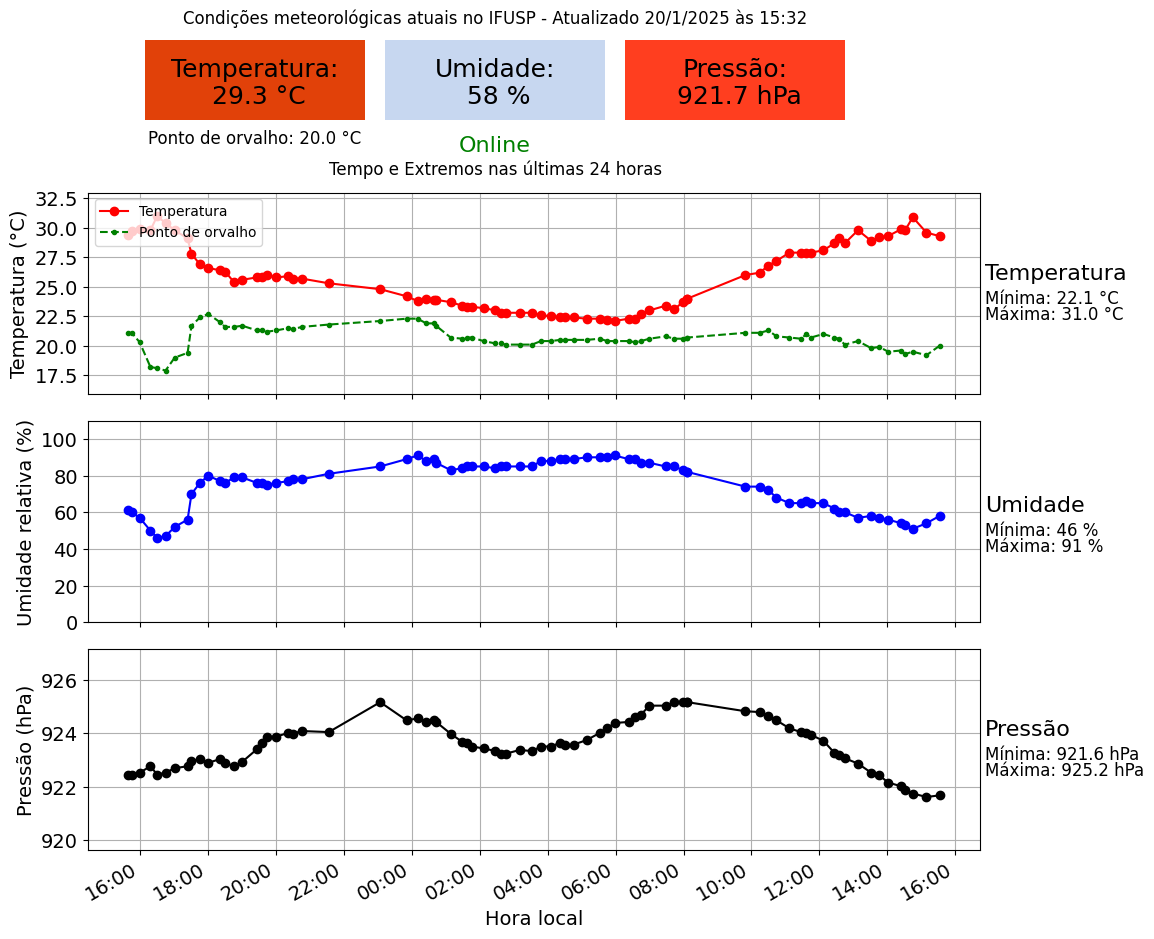 Condições meteorológicas atuais no IFUSP - Atualizado 20/1/2025 às 15:32
Temperatura:
29.3 °C
Umidade:
58 %
Pressão:
921.7 hPa
Ponto de orvalho: 20.0 °C
Online
Tempo e Extremos nas últimas 24 horas
Temperatura (°C)
32.5
30.0
27.5
25.0
22.5
20.0
17.5
Temperatura
Ponto de orvalho
Temperatura
Mínima: 22.1 °C
Máxima: 31.0 °C
Umidade relativa (%)
100
80
60
40
20
0
Umidade
Mínima: 46 %
Máxima: 91 %
Pressão (hPa)
926
924
922
920
Pressão
Mínima: 921.6 hPa
Máxima: 925.2 hPa
16:00 18:00 20:00 22:00 00:00 02:00 04:00 06:00 08:00 10:00 12:00 14:00 16:00
Hora local